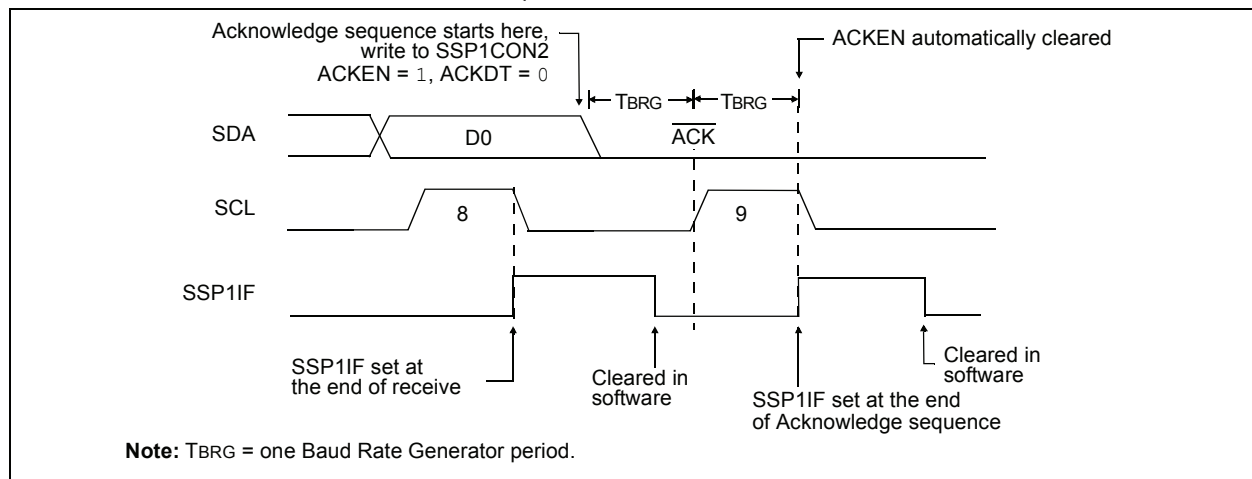 Acknowledge sequence starts here,
write to SSP1CON2
ACKEN = 1, ACKDT = 0
ACKEN automatically cleared
TBRG
TBRG
SDA
D0
ACK
SCL
8
9
SSP1IF
SSP1IF set at
the end of receive
Cleared in
software
SSP1IF set at the end
of Acknowledge sequence
Cleared in
software
Note: TBRG = one Baud Rate Generator period.